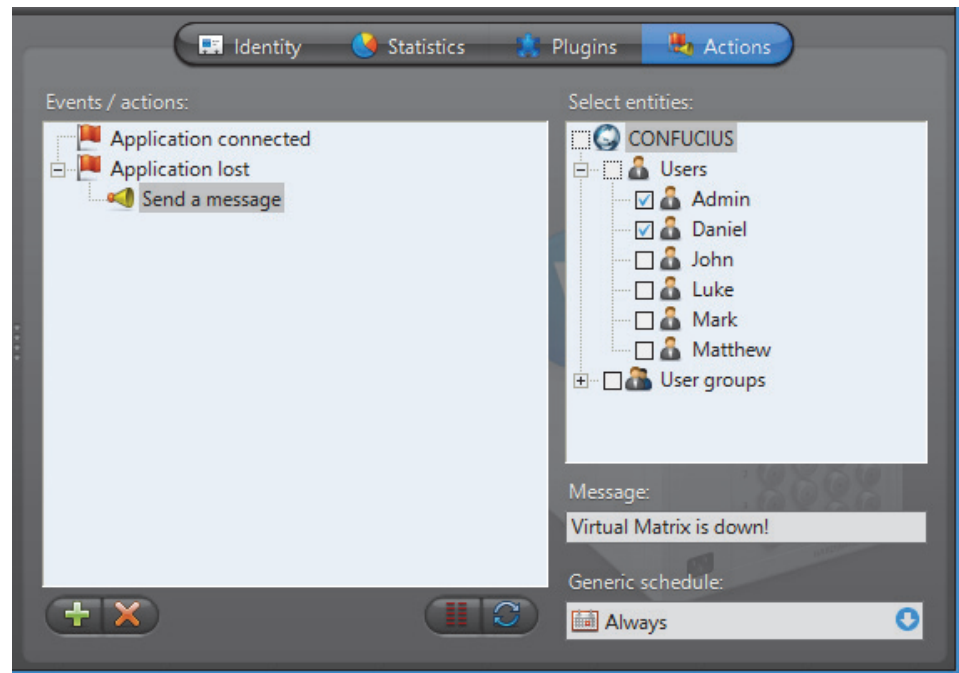 Identity Statistics Plugins Actions
Events / actions:
Application connected
Application lost
Send a message
Select entities:
CONFUCIUS
Users
Admin
Daniel
John
Luke
Mark
Matthew
User groups
Message:
Virtual Matrix is down!
Generic schedule:
Always